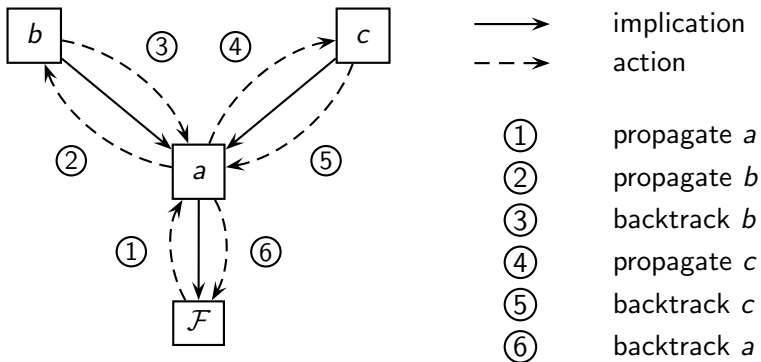 b
c
③
④
②
⑤
a
①
⑥
ℱ
implication
action
① propagate a
② propagate b
③ backtrack b
④ propagate c
⑤ backtrack c
⑥ backtrack a